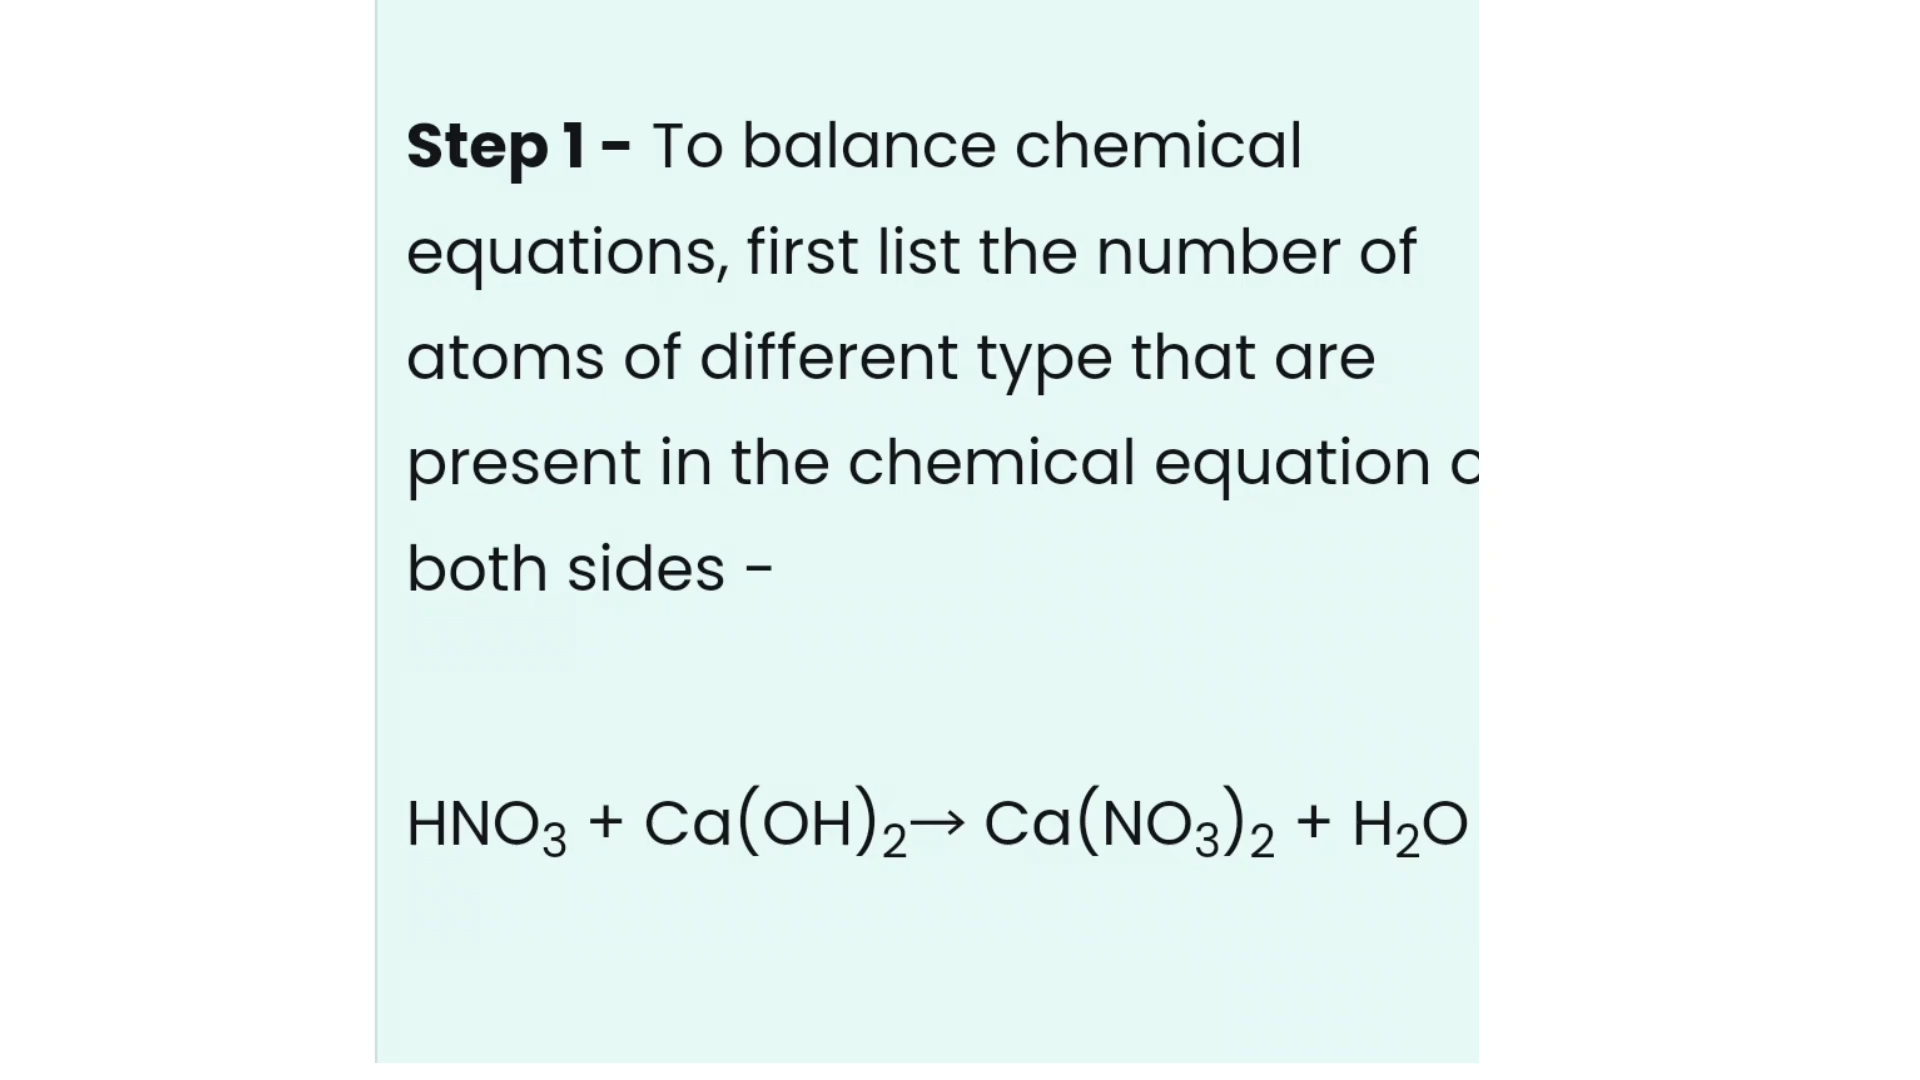 Step 1 - To balance chemical
equations, first list the number of
atoms of different type that are
present in the chemical equation
both sides -
HNO₃ + Ca(OH)₂→ Ca(NO₃)₂ + H₂O